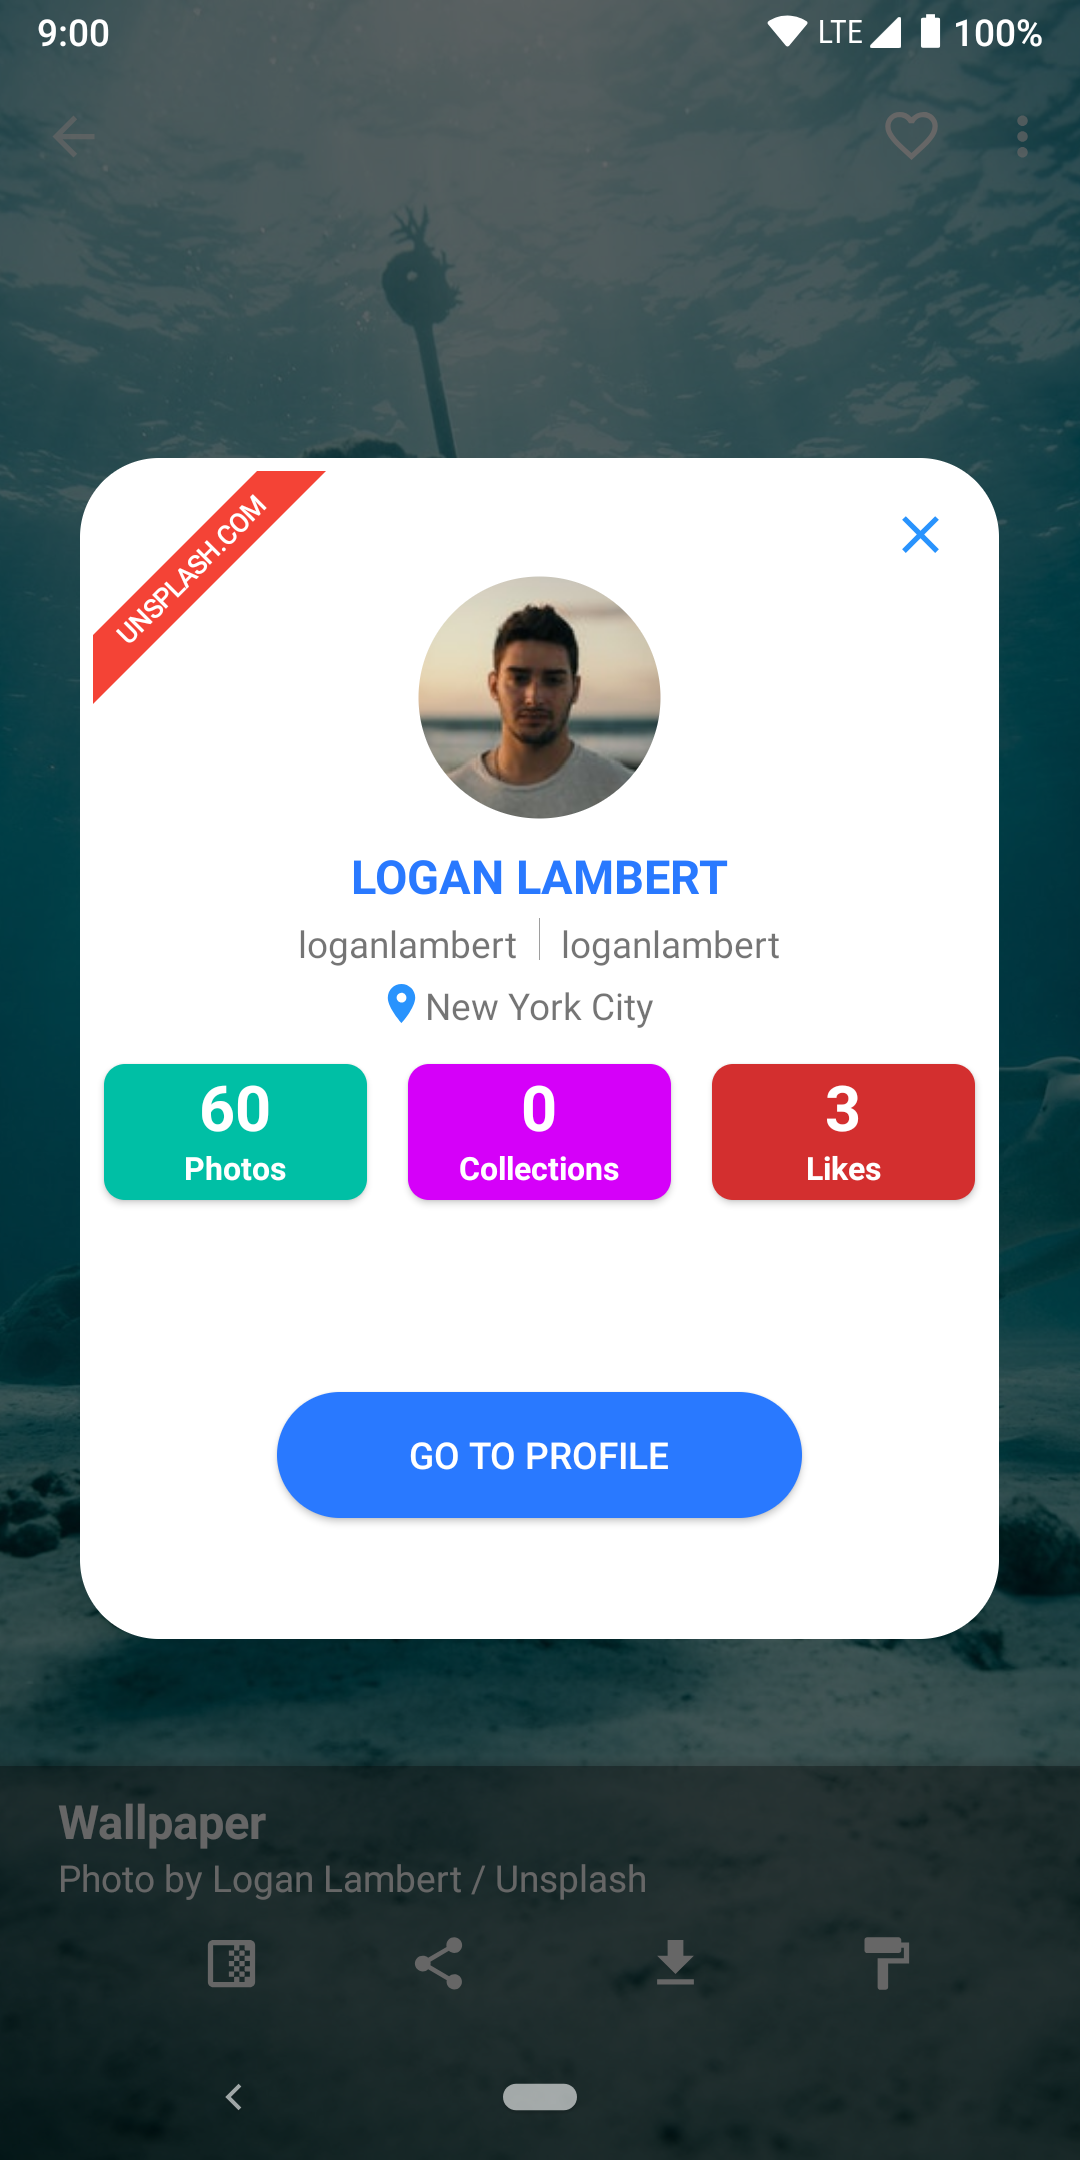 9:00 LTE 100%
UNSPLASH.COM
LOGAN LAMBERT
loganlambert loganlambert
New York City
60 0 3
Photos Collections Likes
GO TO PROFILE
Wallpaper
Photo by Logan Lambert / Unsplash